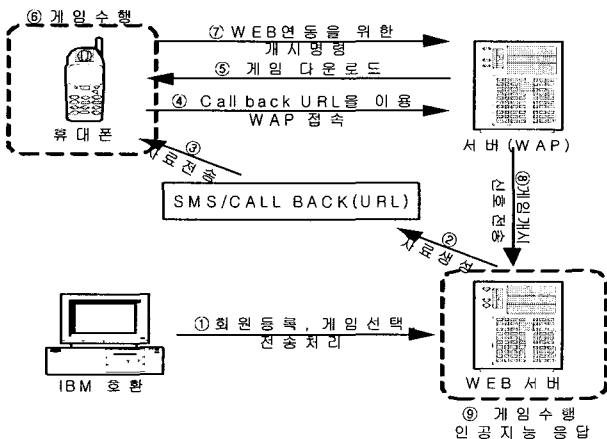 ⑥ 게임수행
⑦ WEB연동을 위한
개시명령
⑤ 게임 다운로드
④ Call back URL을 이용
WAP 접속
휴대폰
서버(WAP)
③
자료전송
SMS/CALL BACK(URL)
⑧게임개시
신호 전송
②
자료생성
①회원등록, 게임선택
전송처리
IBM 호환
WEB 서버
⑨ 게임수행
인공지능 응답